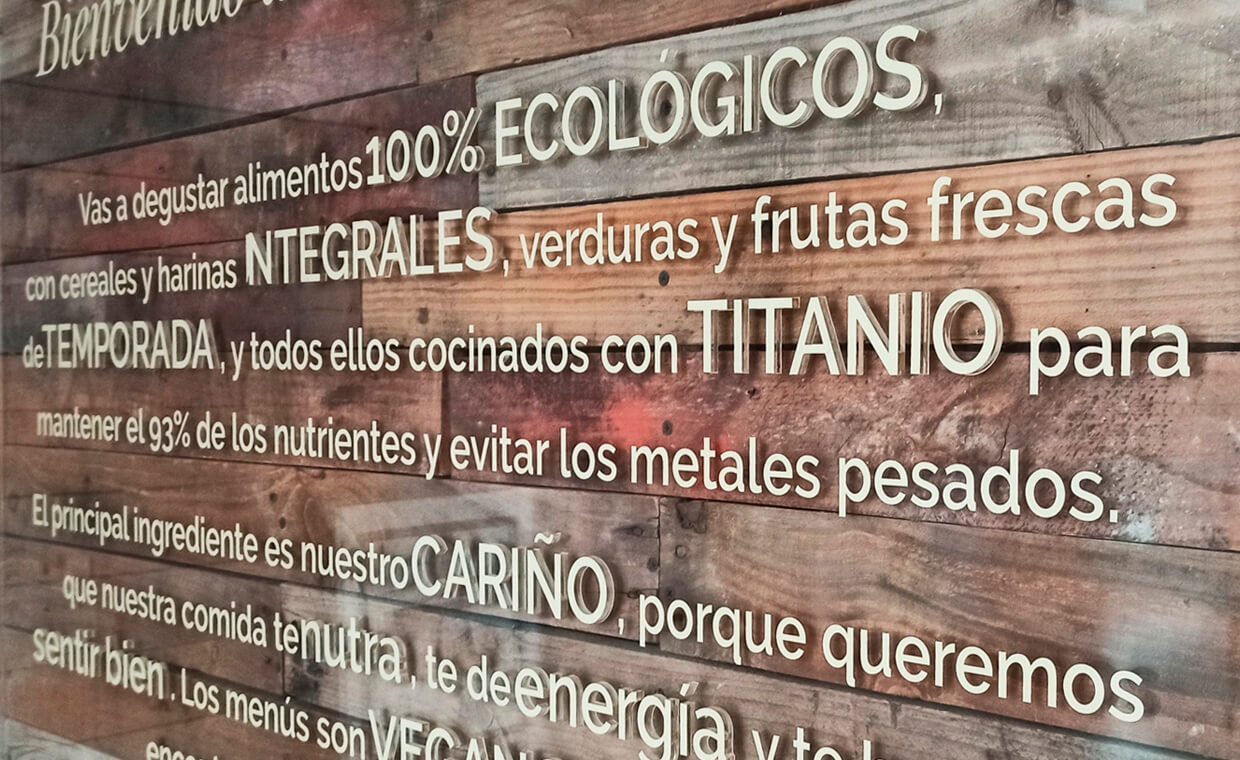 Bienvenido
Vas a degustar alimentos 100% ECOLÓGICOS,
con cereales y harinas NTEGRALES, verduras y frutas frescas
de TEMPORADA, y todos ellos cocinados con TITANIO para
mantener el 93% de los nutrientes y evitar los metales pesados.
El principal ingrediente es nuestro CARIÑO, porque queremos
que nuestra comida te nutra, te de energía y te
sentir bien. Los menús son